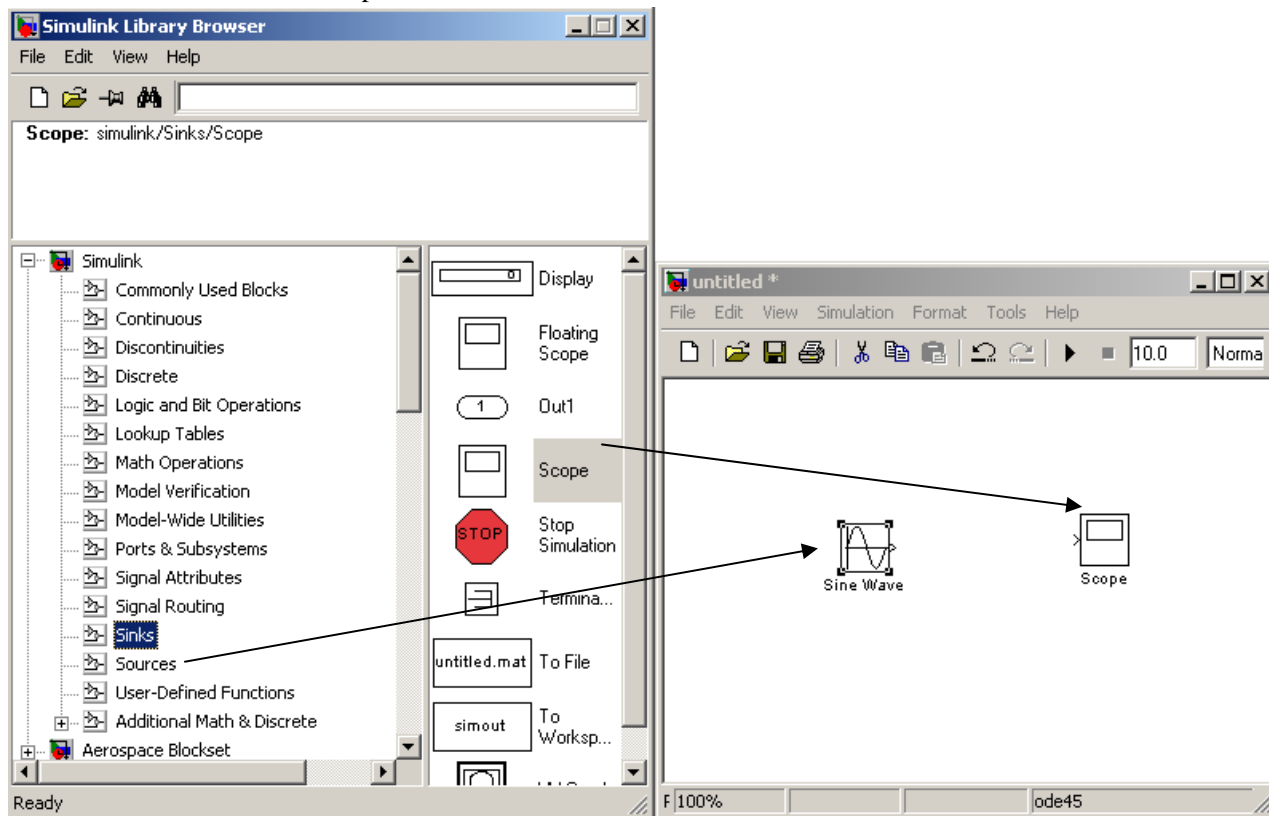 Simulink Library Browser
File Edit View Help
Scope: simulink/Sinks/Scope
Simulink
Commonly Used Blocks
Continuous
Discontinuities
Discrete
Logic and Bit Operations
Lookup Tables
Math Operations
Model Verification
Model-Wide Utilities
Ports & Subsystems
Signal Attributes
Signal Routing
Sinks
Sources
User-Defined Functions
Additional Math & Discrete
Aerospace Blockset
Display
Floating
Scope
1 Out1
Scope
STOP Stop
Simulation
Termina...
untitled.mat To File
simout To
Worksp...
Ready
untitled *
File Edit View Simulation Format Tools Help
10.0 Norma
Sine Wave
Scope
F 100% ode45